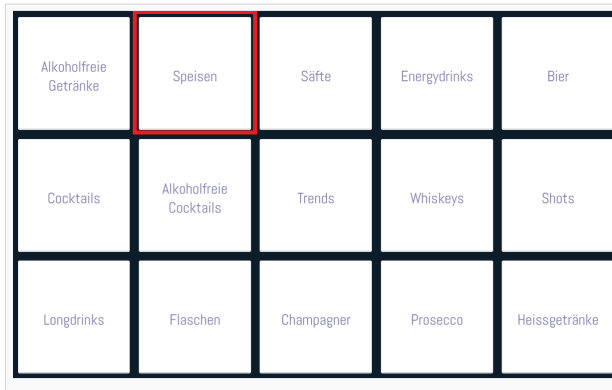 Alkoholfreie
Getränke
Speisen
Säfte
Energydrinks
Bier
Cocktails
Alkoholfreie
Cocktails
Trends
Whiskeys
Shots
Longdrinks
Flaschen
Champagner
Prosecco
Heissgetränke